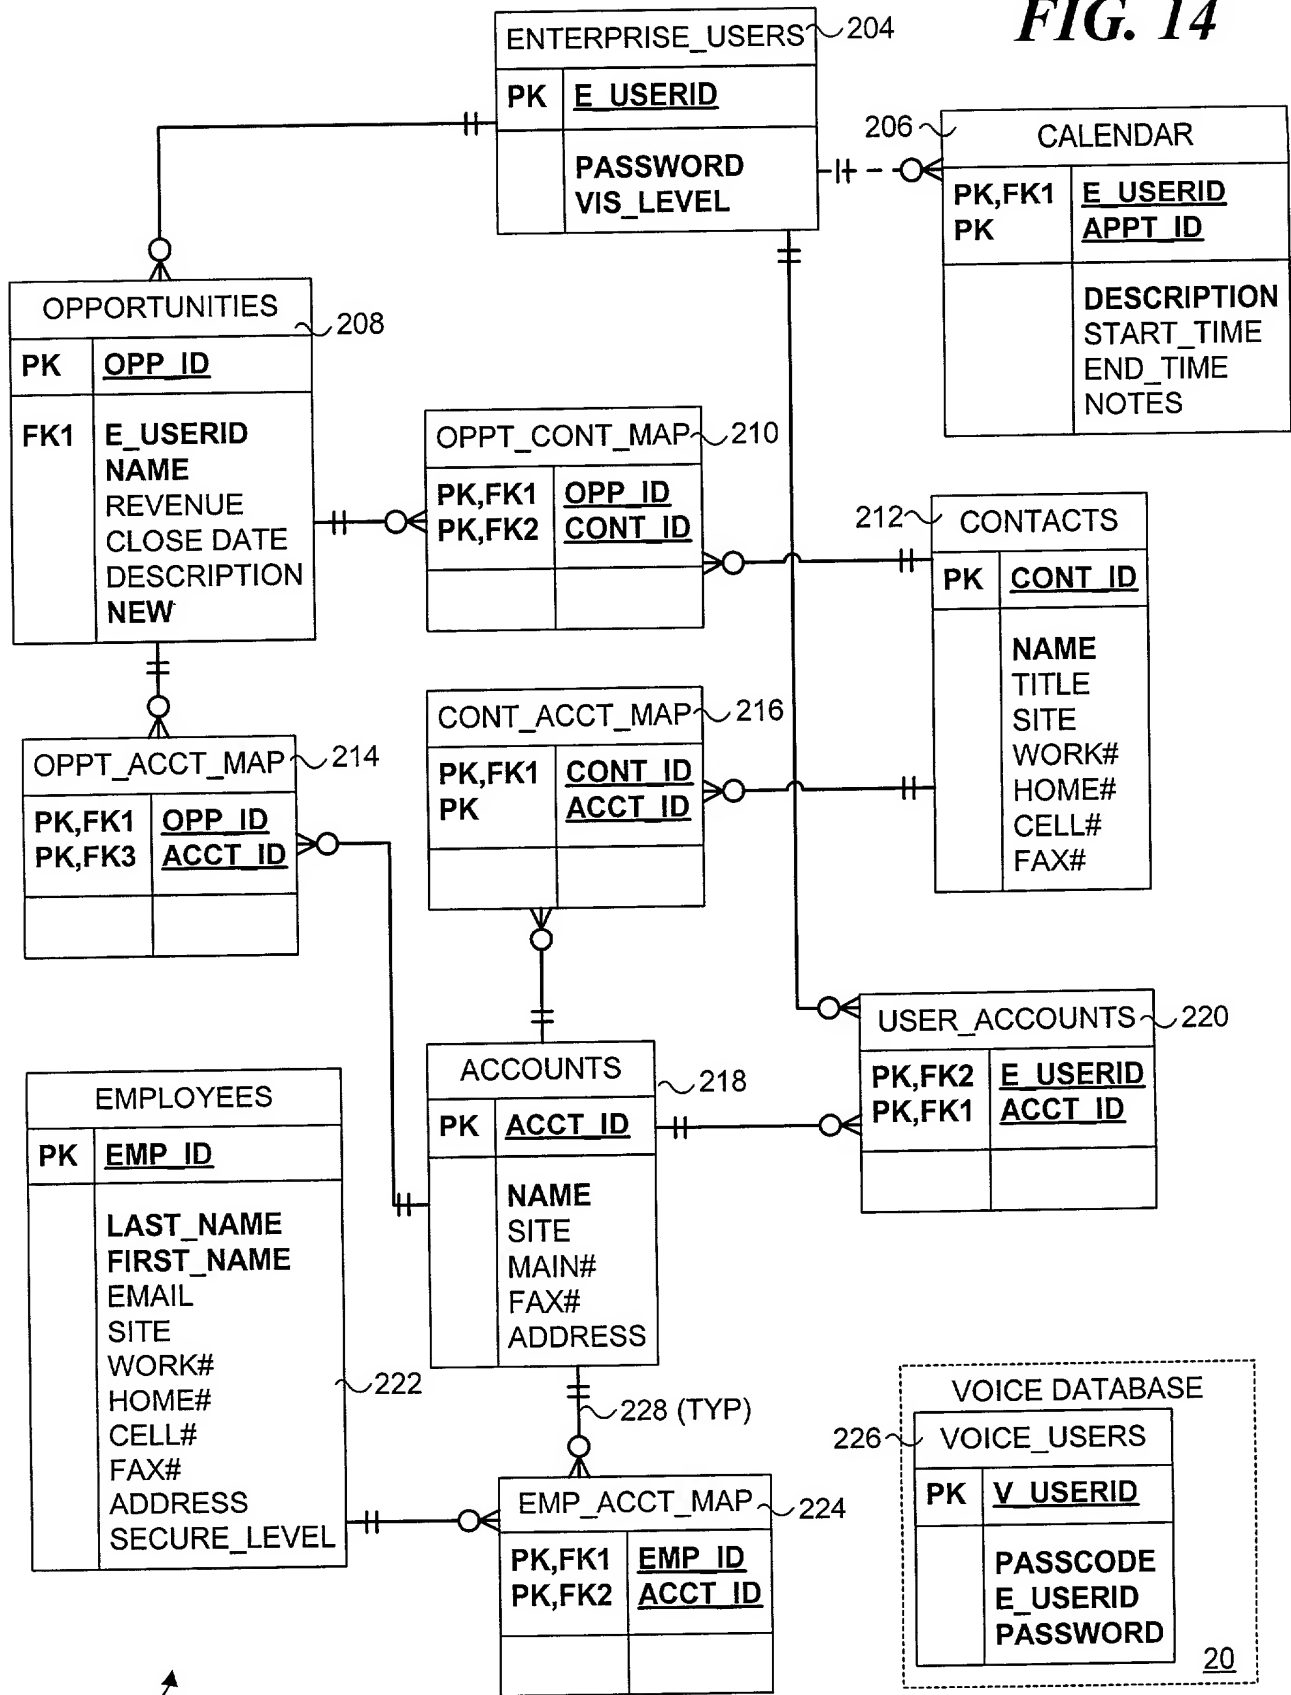 FIG. 14
ENTERPRISE_USERS 204
PK E_USERID
PASSWORD
VIS_LEVEL
206 CALENDAR
PK,FK1 E_USERID
PK APPT_ID
DESCRIPTION
START_TIME
END_TIME
NOTES
OPPORTUNITIES
208
PK OPP_ID
FK1 E_USERID
NAME
REVENUE
CLOSE DATE
DESCRIPTION
NEW
OPPT_CONT_MAP 210
PK,FK1 OPP_ID
PK,FK2 CONT_ID
212 CONTACTS
PK CONT_ID
NAME
TITLE
SITE
WORK#
HOME#
CELL#
FAX#
OPPT_ACCT_MAP 214
PK,FK1 OPP_ID
PK,FK3 ACCT_ID
CONT_ACCT_MAP 216
PK,FK1 CONT_ID
PK ACCT_ID
USER_ACCOUNTS 220
PK,FK2 E_USERID
PK,FK1 ACCT_ID
ACCOUNTS 218
PK ACCT_ID
NAME
SITE
MAIN#
FAX#
ADDRESS
EMPLOYEES
PK EMP_ID
LAST_NAME
FIRST_NAME
EMAIL
SITE
WORK#
HOME#
CELL#
FAX#
ADDRESS
SECURE_LEVEL
222
228 (TYP)
EMP_ACCT_MAP 224
PK,FK1 EMP_ID
PK,FK2 ACCT_ID
VOICE DATABASE
226 VOICE_USERS
PK V_USERID
PASSCODE
E_USERID
PASSWORD
20